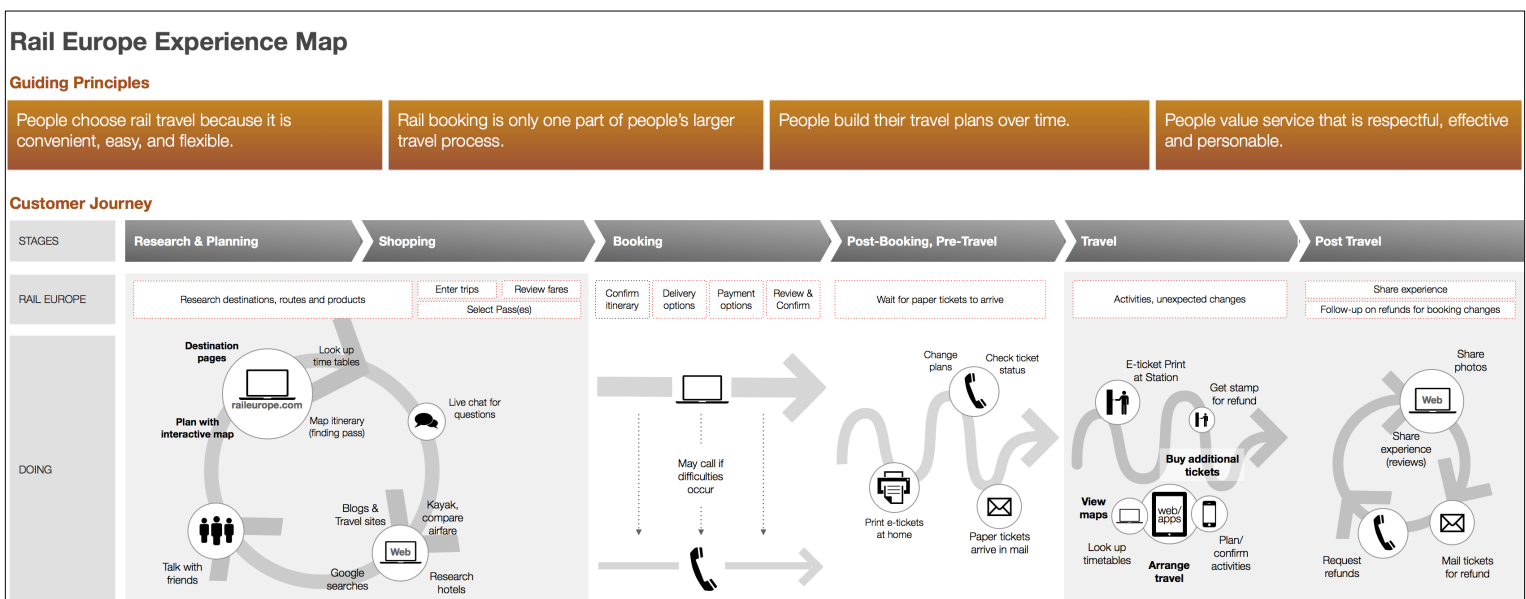 Rail Europe Experience Map
Guiding Principles
People choose rail travel because it is
convenient, easy, and flexible.
Rail booking is only one part of people's larger
travel process.
People build their travel plans over time.
People value service that is respectful, effective
and personable.
Customer Journey
STAGES
Research & Planning
Shopping
Booking
Post-Booking, Pre-Travel
Travel
Post Travel
RAIL EUROPE
Research destinations, routes and products
Enter trips
Review fares
Select Pass(es)
Confirm
itinerary
Delivery
options
Payment
options
Review &
Confirm
Wait for paper tickets to arrive
Activities, unexpected changes
Share experience
Follow-up on refunds for booking changes
DOING
Destination
pages
Look up
time tables
raileurope.com
Plan with
interactive map
Map itinerary
(finding pass)
Live chat for
questions
Blogs &
Travel sites
Kayak,
compare
airfare
Web
Talk with
friends
Google
searches
Research
hotels
May call if
difficulties
occur
Change
plans
Check ticket
status
Print e-tickets
at home
Paper tickets
arrive in mail
E-ticket Print
at Station
Get stamp
for refund
Buy additional
tickets
View
maps
web/
apps
Look up
timetables
Arrange
travel
Plan/
confirm
activities
Share
photos
Web
Share
experience
(reviews)
Request
refunds
Mail tickets
for refund